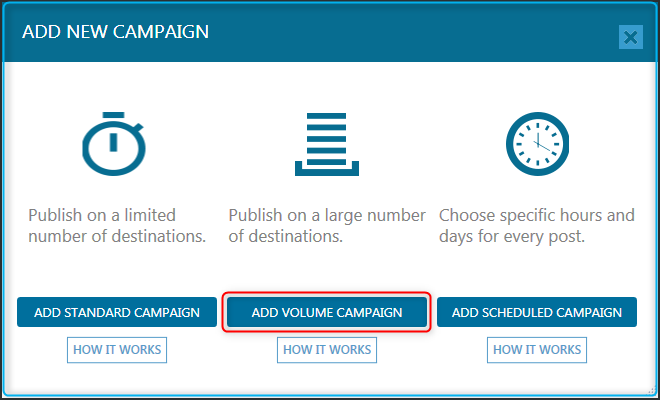 ADD NEW CAMPAIGN
Publish on a limited
number of destinations.
Publish on a large number
of destinations.
Choose specific hours and
days for every post.
ADD STANDARD CAMPAIGN
ADD VOLUME CAMPAIGN
ADD SCHEDULED CAMPAIGN
HOW IT WORKS
HOW IT WORKS
HOW IT WORKS